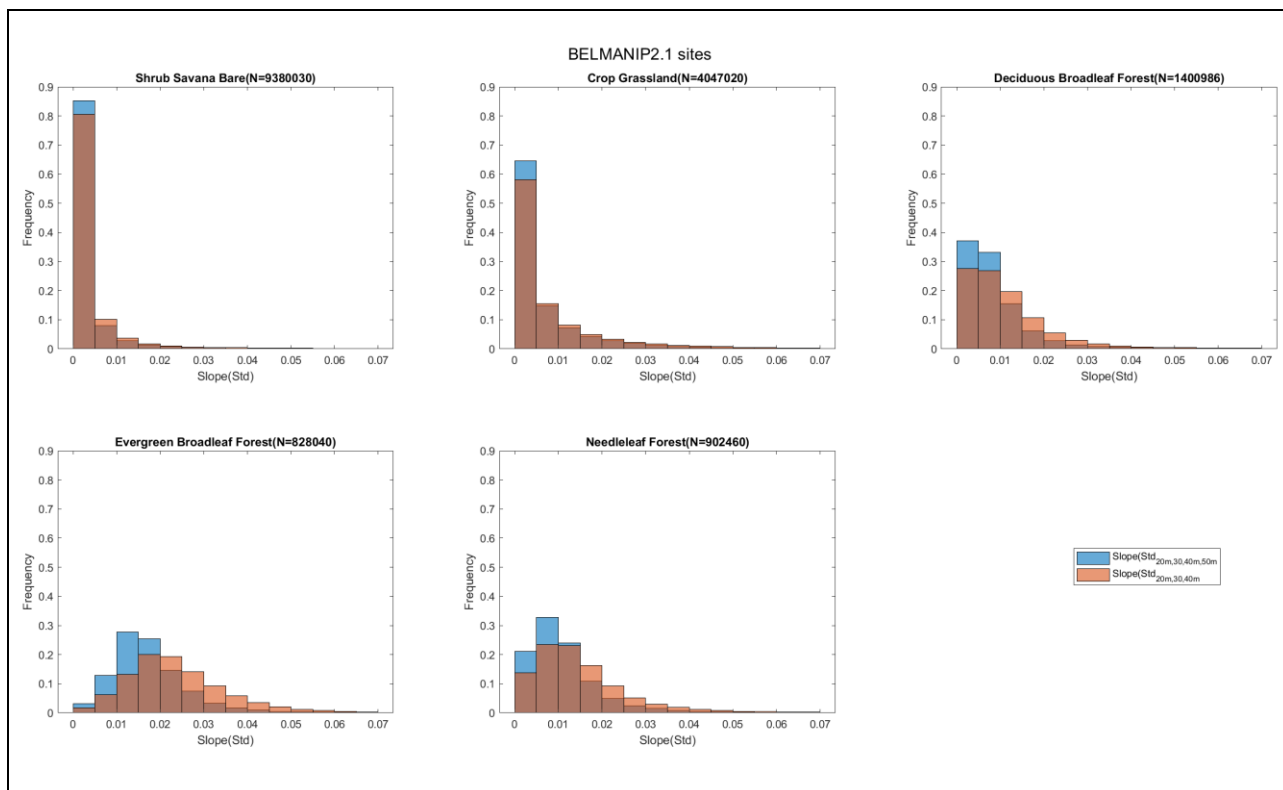 BELMANIP2.1 sites
Shrub Savana Bare(N=9380030)
0.9
0.8
0.7
0.6
0.5
0.4
0.3
0.2
0.1
0
Frequency
0 0.01 0.02 0.03 0.04 0.05 0.06 0.07
Slope(Std)
Crop Grassland(N=4047020)
0.9
0.8
0.7
0.6
0.5
0.4
0.3
0.2
0.1
0
Frequency
0 0.01 0.02 0.03 0.04 0.05 0.06 0.07
Slope(Std)
Deciduous Broadleaf Forest(N=1400986)
0.9
0.8
0.7
0.6
0.5
0.4
0.3
0.2
0.1
0
Frequency
0 0.01 0.02 0.03 0.04 0.05 0.06 0.07
Slope(Std)
Evergreen Broadleaf Forest(N=828040)
0.9
0.8
0.7
0.6
0.5
0.4
0.3
0.2
0.1
0
Frequency
0 0.01 0.02 0.03 0.04 0.05 0.06 0.07
Slope(Std)
Needleleaf Forest(N=902460)
0.9
0.8
0.7
0.6
0.5
0.4
0.3
0.2
0.1
0
Frequency
0 0.01 0.02 0.03 0.04 0.05 0.06 0.07
Slope(Std)
Slope(Std20m,30,40m,50m
Slope(Std20m,30,40m